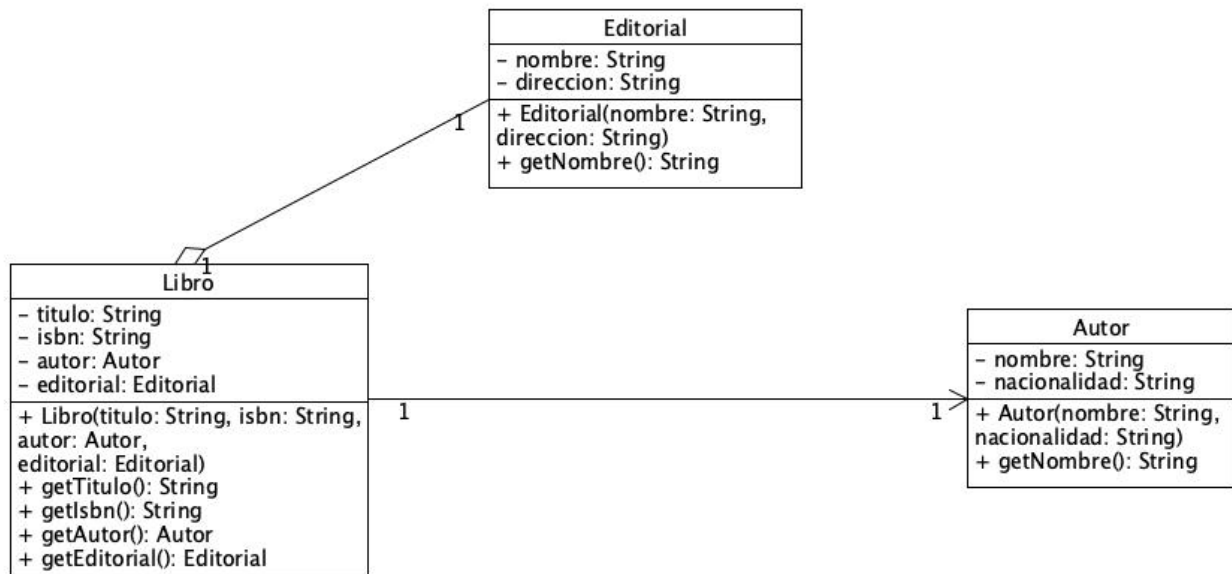 Editorial
– nombre: String
– direccion: String
+ Editorial(nombre: String,
direccion: String)
+ getNombre(): String
1
1
Libro
– titulo: String
– isbn: String
– autor: Autor
– editorial: Editorial
+ Libro(titulo: String, isbn: String,
autor: Autor,
editorial: Editorial)
+ getTitulo(): String
+ getIsbn(): String
+ getAutor(): Autor
+ getEditorial(): Editorial
1
1
Autor
– nombre: String
– nacionalidad: String
+ Autor(nombre: String,
nacionalidad: String)
+ getNombre(): String